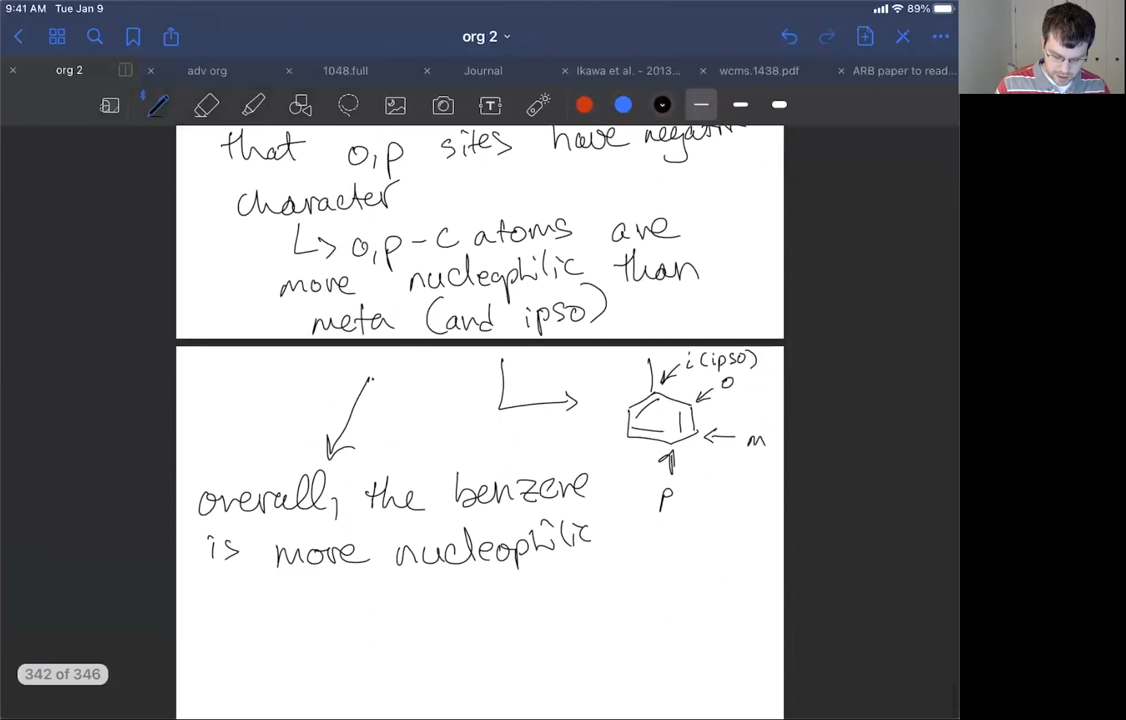 9:41 AM Tue Jan 9
89%
org 2
org 2
adv org
1048.full
Journal
Ikawa et al. - 2013...
wcms.1438.pdf
ARB paper to read...
T
that o,p sites have negative
character
↳ o,p-C atoms are
more nucleophilic than
meta (and ipso)
i (ipso)
o
m
p
overall, the benzene
is more nucleophilic
342 of 346